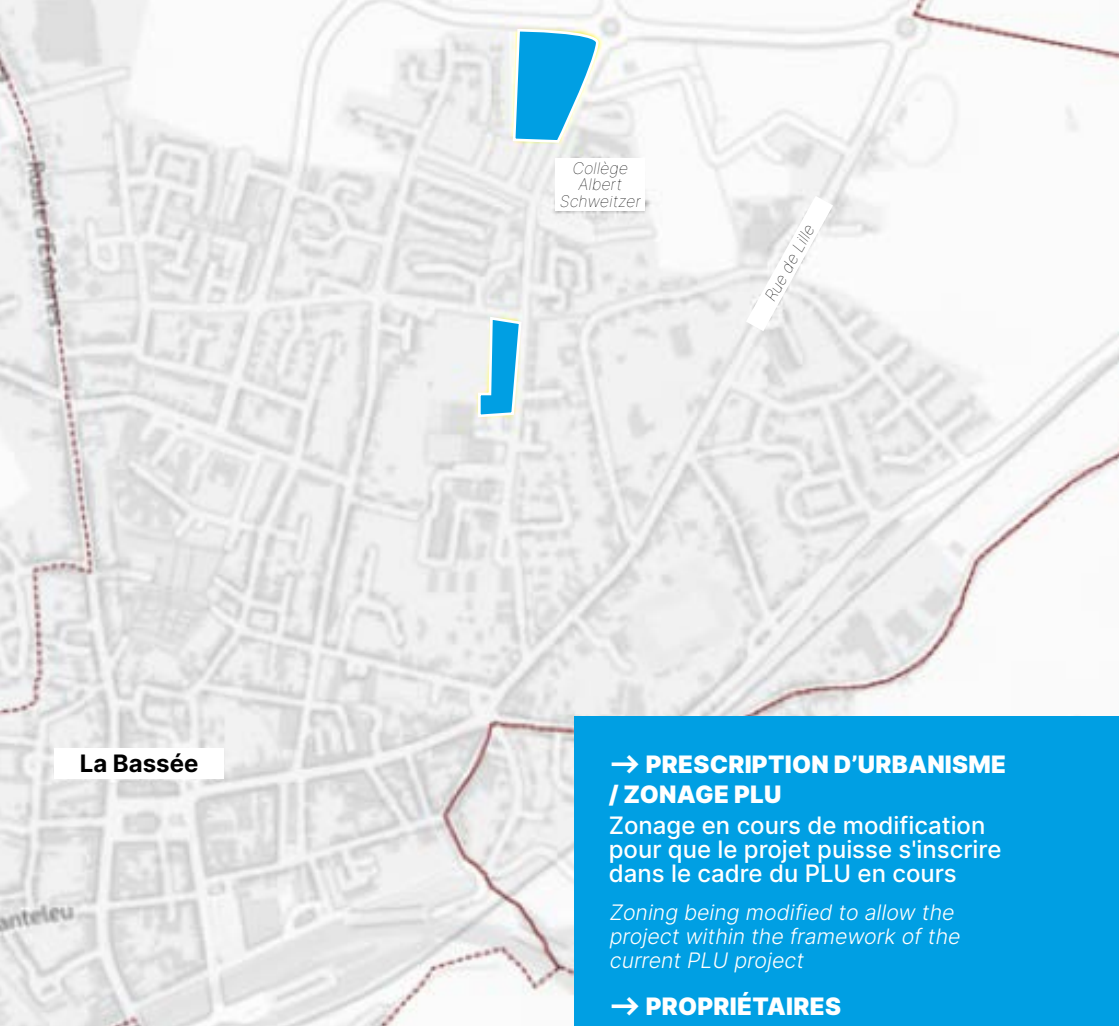 Collège
Albert
Schweitzer
Rue de Lille
La Bassée
→ PRESCRIPTION D’URBANISME
/ ZONAGE PLU
Zonage en cours de modification
pour que le projet puisse s'inscrire
dans le cadre du PLU en cours
Zoning being modified to allow the
project within the framework of the
current PLU project
→ PROPRIÉTAIRES